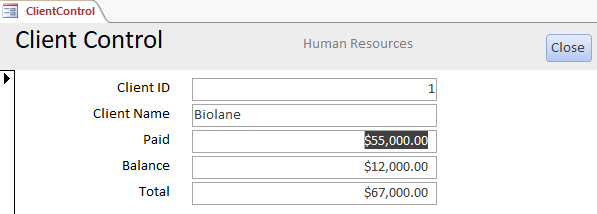 ClientControl
Client Control Human Resources Close
Client ID 1
Client Name Biolane
Paid $55,000.00
Balance $12,000.00
Total $67,000.00